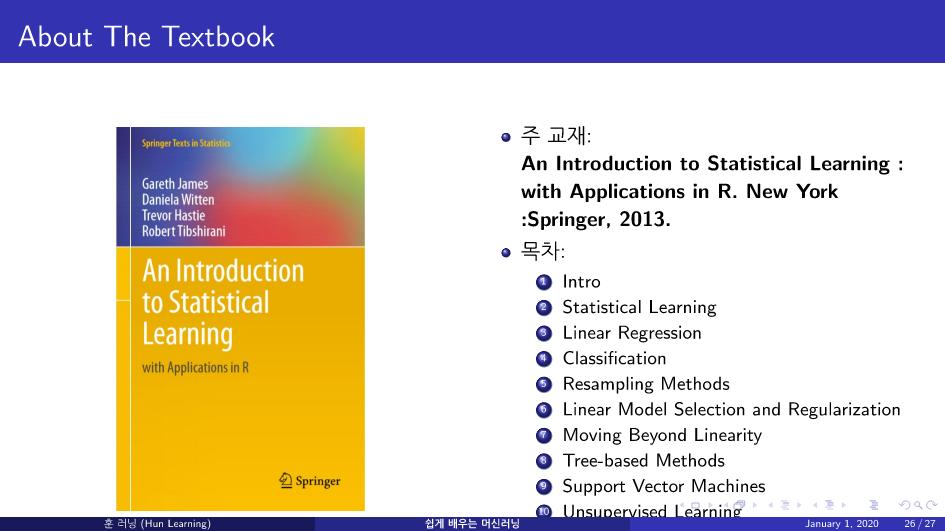 About The Textbook
Springer Texts in Statistics
Gareth James
Daniela Witten
Trevor Hastie
Robert Tibshirani
An Introduction
to Statistical
Learning
with Applications in R
Springer
주 교재:
An Introduction to Statistical Learning :
with Applications in R. New York
:Springer, 2013.
목차:
1 Intro
2 Statistical Learning
3 Linear Regression
4 Classification
5 Resampling Methods
6 Linear Model Selection and Regularization
7 Moving Beyond Linearity
8 Tree-based Methods
9 Support Vector Machines
10 Unsupervised Learning
훈 러닝 (Hun Learning)
쉽게 배우는 머신러닝
January 1, 2020
26 / 27